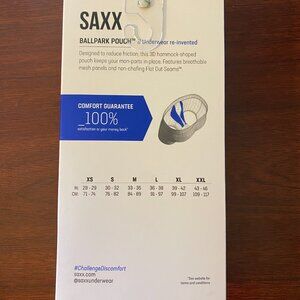 SAXX
BALLPARK POUCH™ // Underwear re-invented
Designed to reduce friction, this 3D hammock-shaped
pouch keeps your man-parts in place. Features breathable
mesh panels and non-chafing Flat Out Seams™.
COMFORT GUARANTEE
_100%
satisfaction or your money back*
XS S M L XL XXL
IN: 28 - 29 30 - 32 33 - 35 36 - 38 39 - 42 43 - 46
CM: 71 - 74 76 - 82 84 - 89 91 - 97 99 - 107 109 - 117
#ChallengeDiscomfort
saxx.com
@saxxunderwear
*See website for
terms and conditions